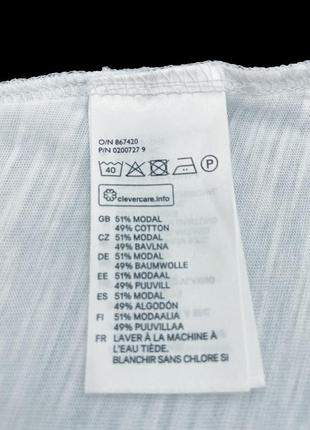 O/N 867420
P/N 0200727 9
40 P
clevercare.info
GB 51% MODAL
49% COTTON
CZ 51% MODAL
49% BAVLNA
DE 51% MODAL
49% BAUMWOLLE
EE 51% MODAAL
49% PUUVILL
ES 51% MODAL
49% ALGODÓN
FI 51% MODAALIA
49% PUUVILLAA
FR LAVER À LA MACHINE À
L'EAU TIÈDE.
BLANCHIR SANS CHLORE SI